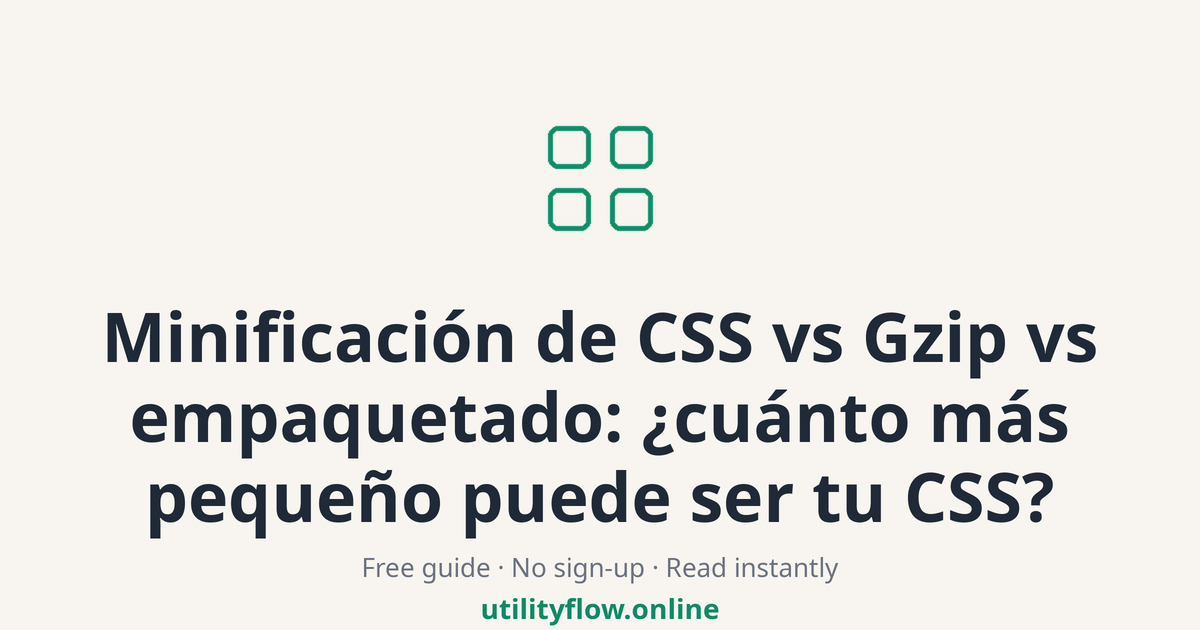 Minificación de CSS vs Gzip vs
empaquetado: ¿cuánto más
pequeño puede ser tu CSS?
Free guide · No sign-up · Read instantly
utilityflow.online